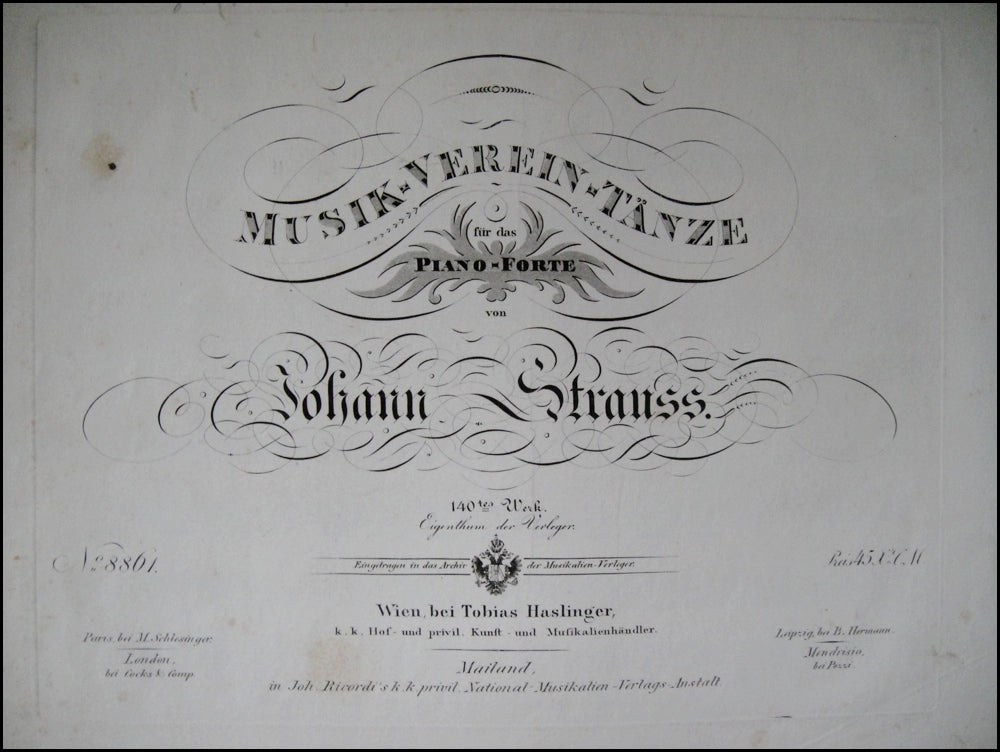 MUSIK-VEREIN-TÄNZE
für das
PIANO-FORTE
von
Johann Strauss.
140tes Werk.
Eigenthum der Verleger.
No. 8861.
Eingetragen in das Archiv der Musikalien-Verleger.
45 X C. M
Wien, bei Tobias Haslinger,
k. k. Hof- und privil. Kunst- und Musikalienhändler.
Paris, bei M. Schlesinger.
London,
bei Cocks & Comp.
Leipzig, bei B. Hermann.
Mendrisio,
bei Pozzi.
Mailand,
in Joh. Ricordi's k. k. privil. National-Musikalien-Verlags-Anstalt.